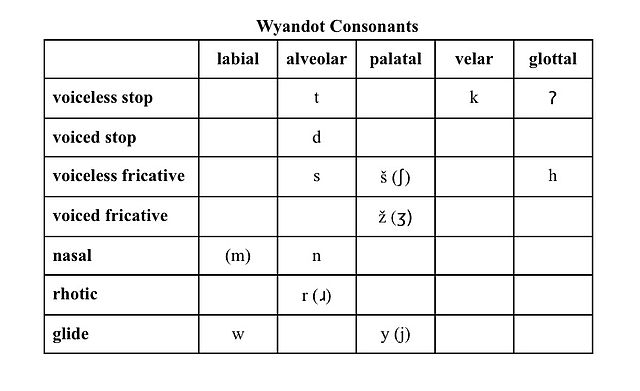 Wyandot Consonants
labial alveolar palatal velar glottal
voiceless stop t k ʔ
voiced stop d
voiceless fricative s š (ʃ) h
voiced fricative ž (ʒ)
nasal (m) n
rhotic r (ɹ)
glide w y (j)